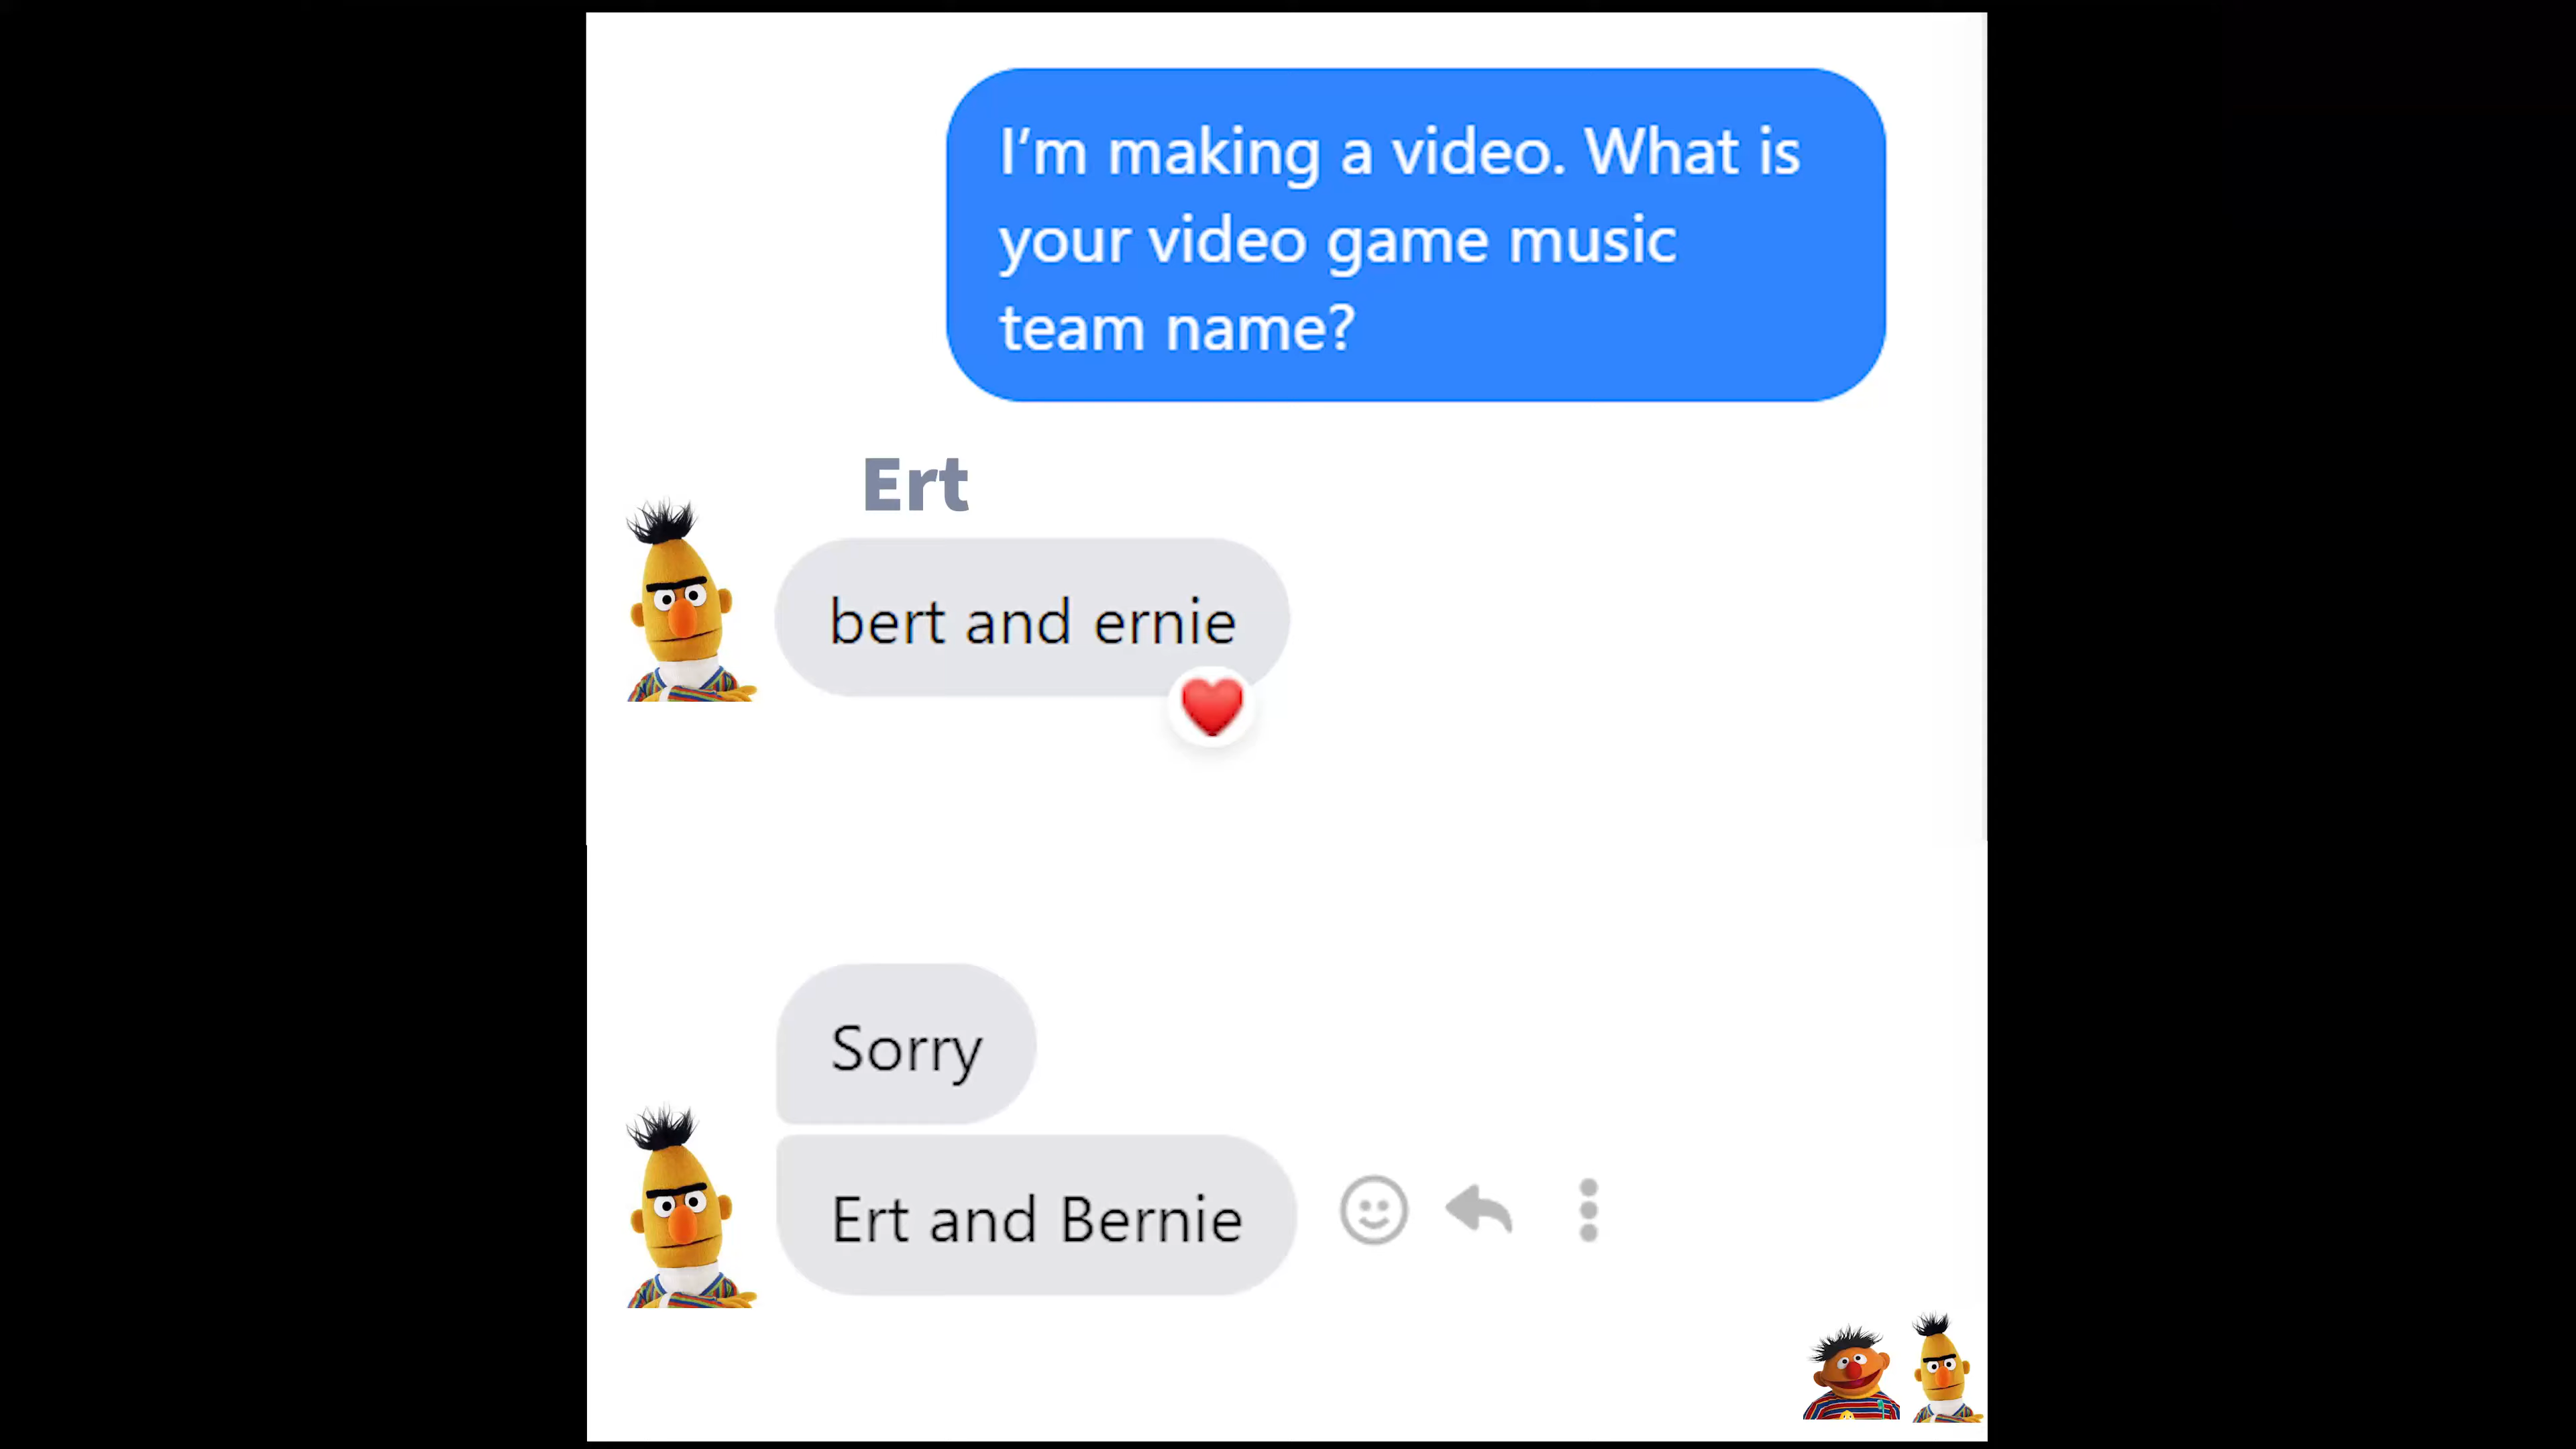 I'm making a video. What is
your video game music
team name?
Ert
bert and ernie
Sorry
Ert and Bernie